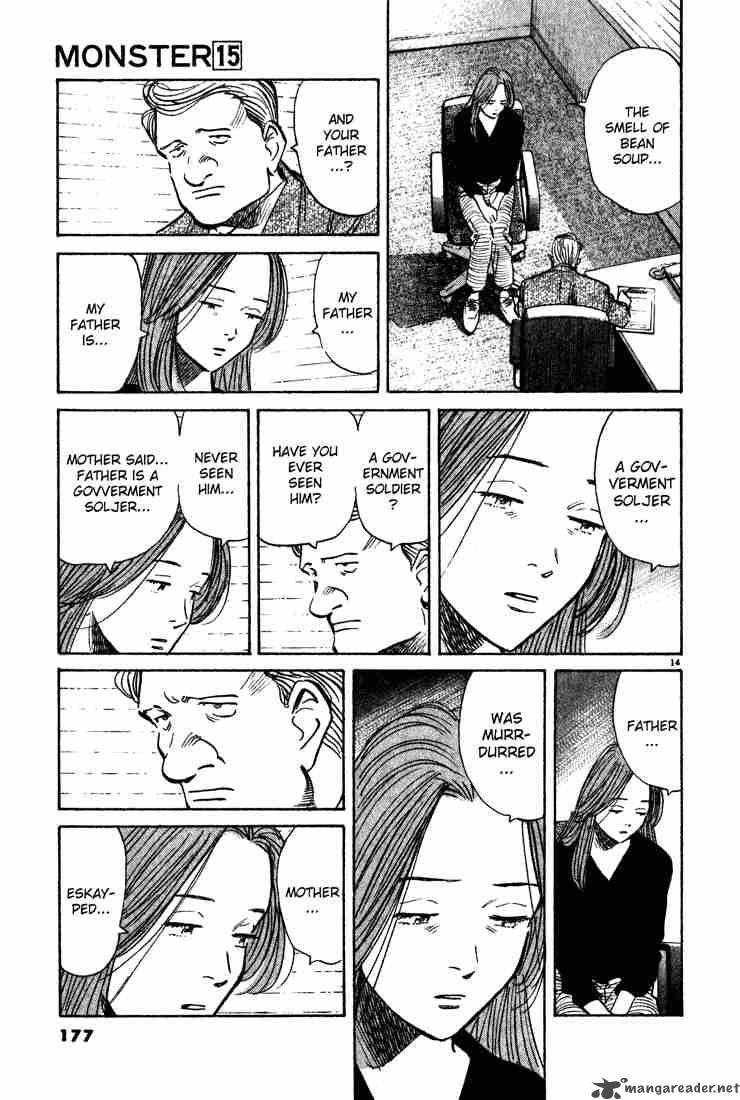 MONSTER 15
THE
SMELL OF
BEAN
SOUP...
AND
YOUR
FATHER
...?
MY
FATHER
...
MY
FATHER
IS...
A GOV-
VERMENT
SOLJER
...
A GOV-
ERNMENT
SOLDIER
?
HAVE YOU
EVER
SEEN
HIM?
NEVER
SEEN
HIM...
MOTHER SAID...
FATHER IS A
GOVVERMENT
SOLJER...
14
FATHER
...
WAS
MURR-
DURRED
...
MOTHER
...
ESKAY-
PED...
177
mangareader.net